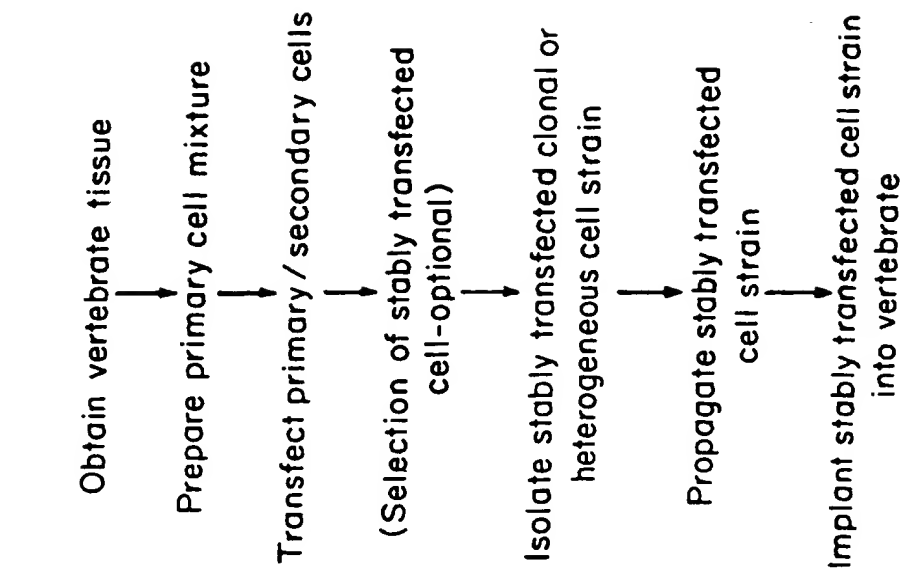 Obtain vertebrate tissue
Prepare primary cell mixture
Transfect primary/secondary cells
(Selection of stably transfected
cell-optional)
Isolate stably transfected clonal or
heterogeneous cell strain
Propagate stably transfected
cell strain
Implant stably transfected cell strain
into vertebrate